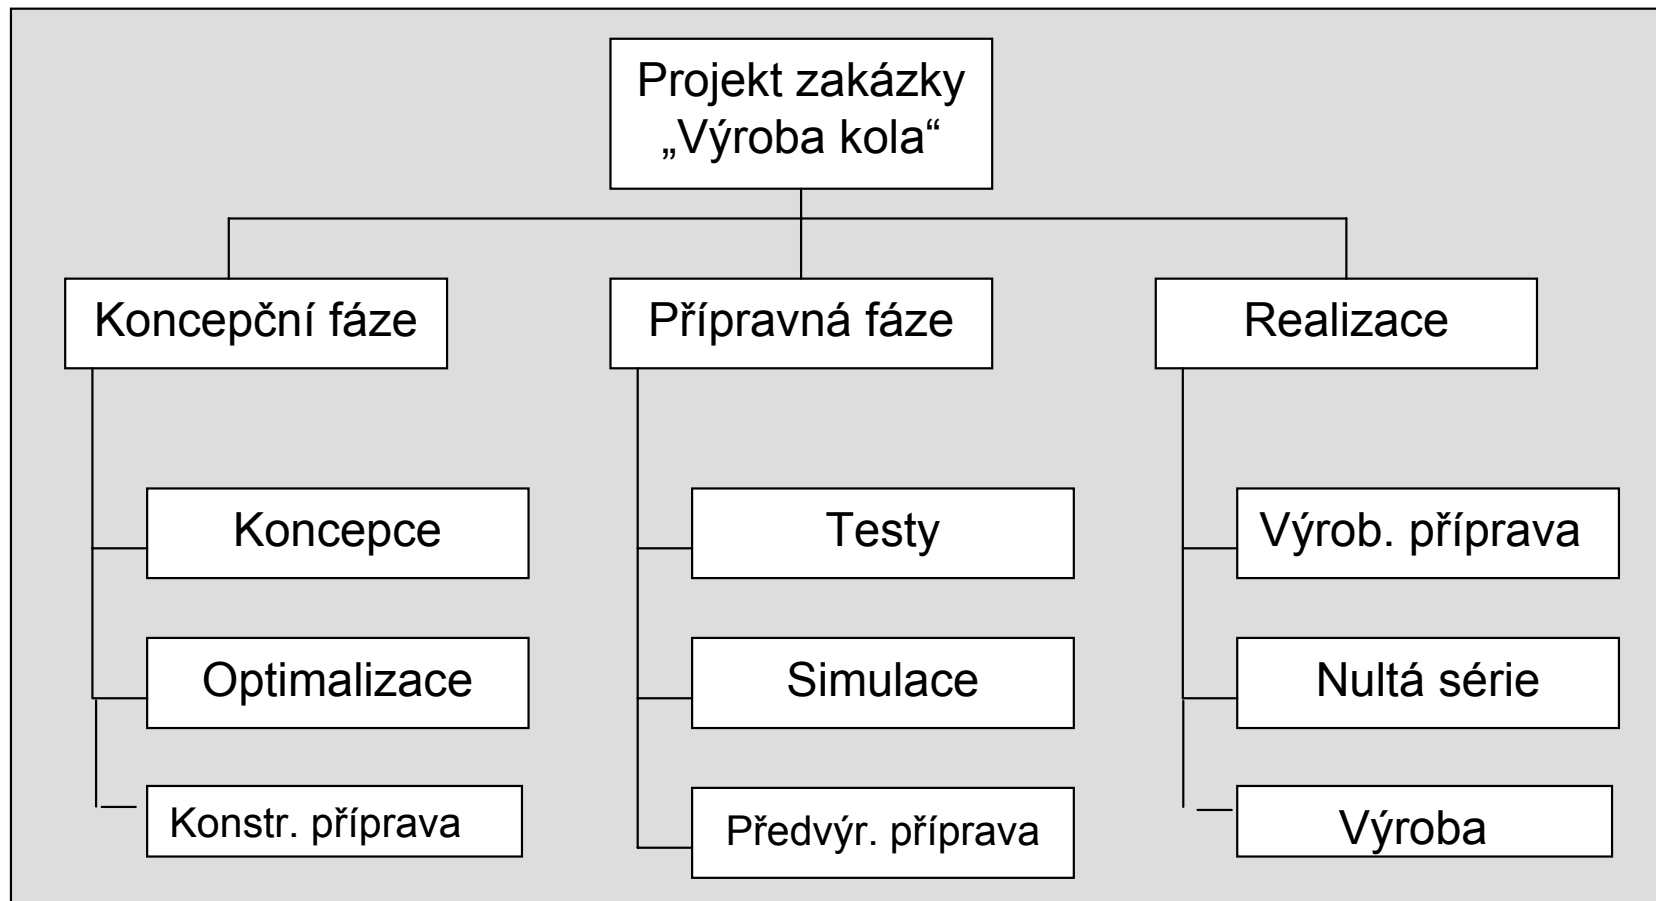 Projekt zakázky
„Výroba kola“
Koncepční fáze
Přípravná fáze
Realizace
Koncepce
Testy
Výrob. příprava
Optimalizace
Simulace
Nultá série
Konstr. příprava
Předvýr. příprava
Výroba